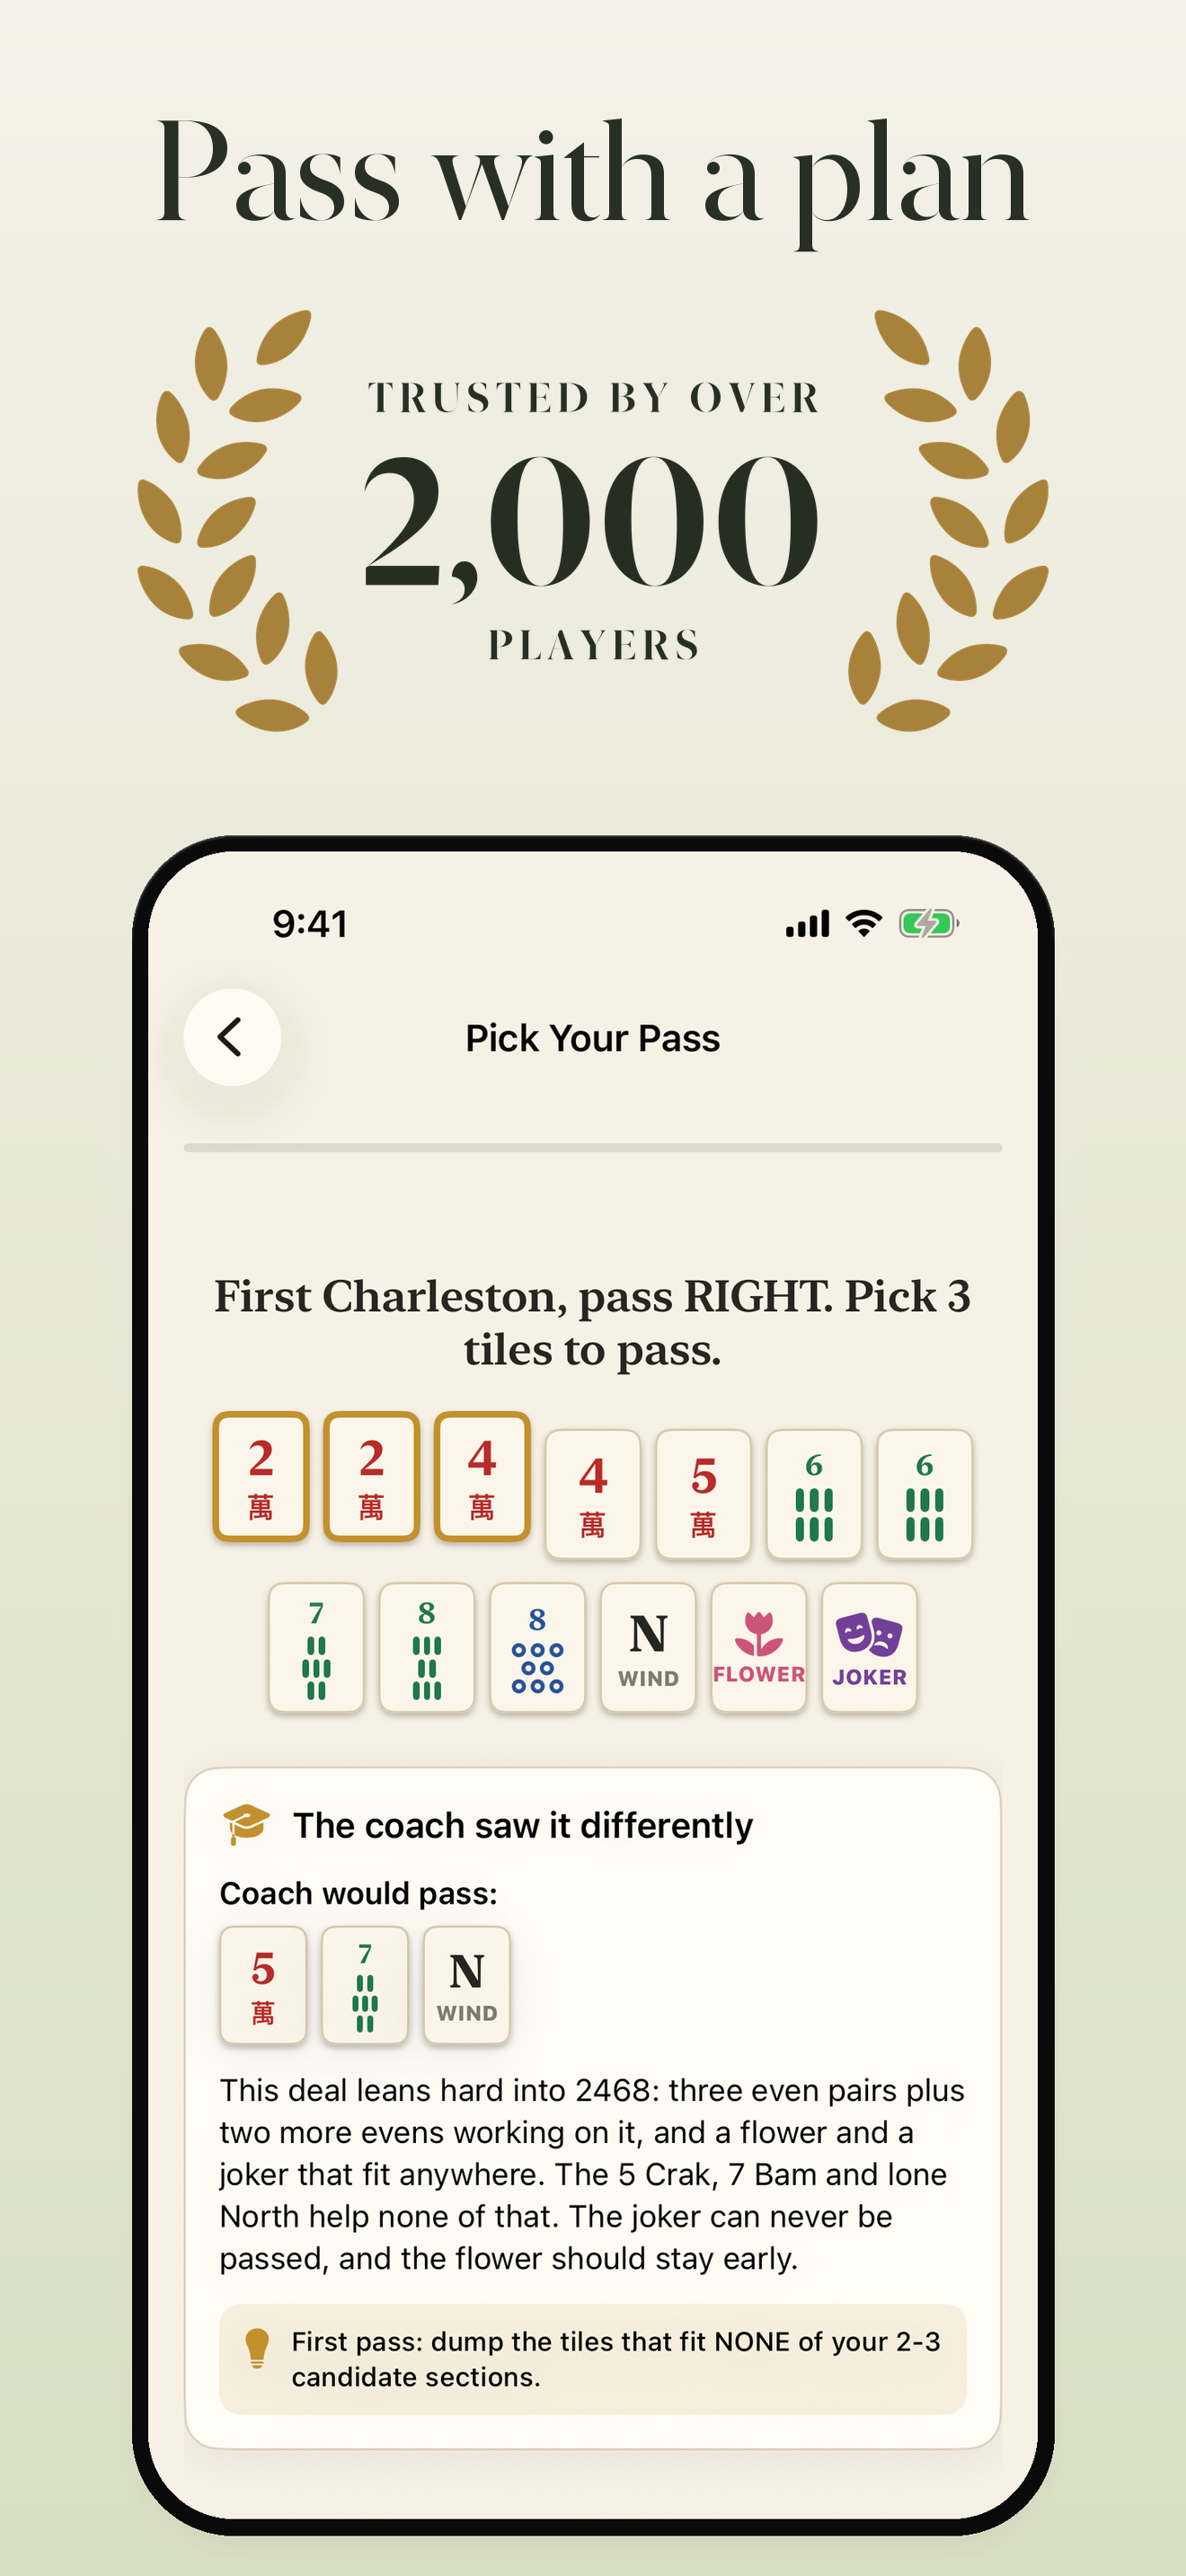 Pass with a plan
TRUSTED BY OVER
2,000
PLAYERS
9:41
Pick Your Pass
First Charleston, pass RIGHT. Pick 3
tiles to pass.
2 2 4 4 5 6 6
萬 萬 萬 萬 萬
7 8 8 N
WIND FLOWER JOKER
The coach saw it differently
Coach would pass:
5 7 N
萬 WIND
This deal leans hard into 2468: three even pairs plus
two more evens working on it, and a flower and a
joker that fit anywhere. The 5 Crak, 7 Bam and lone
North help none of that. The joker can never be
passed, and the flower should stay early.
First pass: dump the tiles that fit NONE of your 2-3
candidate sections.